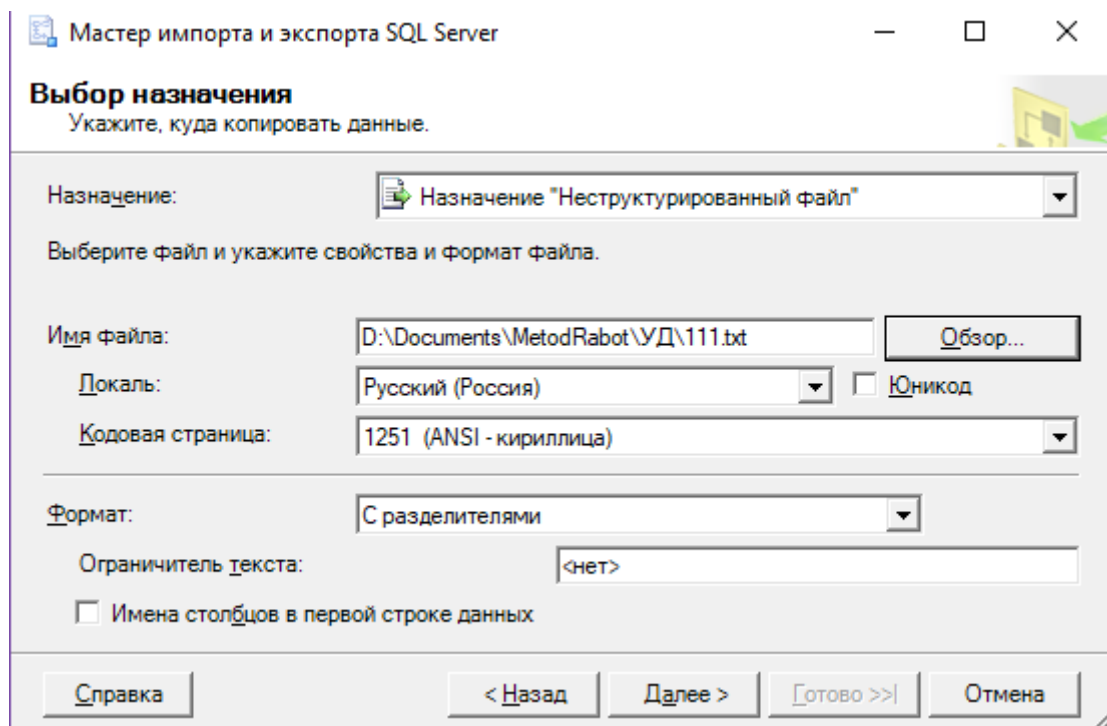 Мастер импорта и экспорта SQL Server
Выбор назначения
Укажите, куда копировать данные.
Назначение: Назначение "Неструктурированный файл"
Выберите файл и укажите свойства и формат файла.
Имя файла: D:\Documents\MetodRabot\УД\111.txt Обзор...
Локаль: Русский (Россия) Юникод
Кодовая страница: 1251 (ANSI - кириллица)
Формат: С разделителями
Ограничитель текста: <нет>
Имена столбцов в первой строке данных
Справка < Назад Далее > Готово >>| Отмена